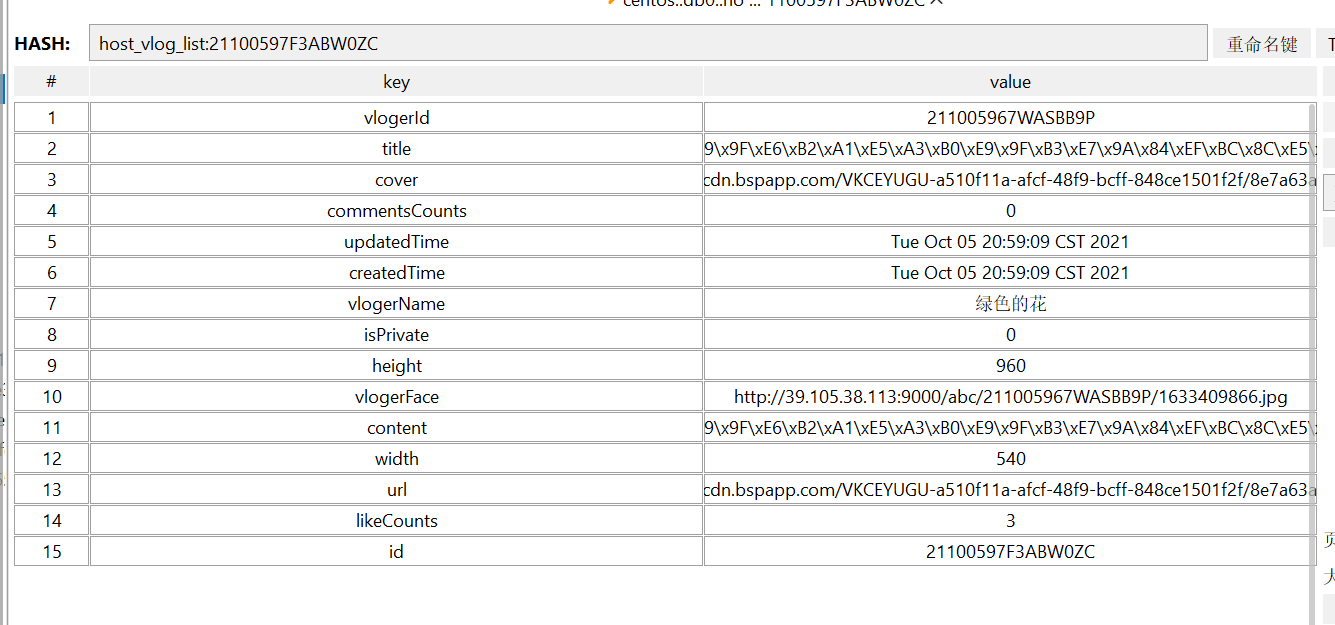 HASH: host_vlog_list:21100597F3ABW0ZC 重命名键
# key value
1 vlogerId 211005967WASBB9P
2 title 9\x9F\xE6\xB2\xA1\xE5\xA3\xB0\xE9\x9F\xB3\xE7\x9A\x84\xEF\xBC\x8C\xE5\
3 cover cdn.bspapp.com/VKCEYUGU-a510f11a-afcf-48f9-bcff-848ce1501f2f/8e7a63a
4 commentsCounts 0
5 updatedTime Tue Oct 05 20:59:09 CST 2021
6 createdTime Tue Oct 05 20:59:09 CST 2021
7 vlogerName 绿色的花
8 isPrivate 0
9 height 960
10 vlogerFace http://39.105.38.113:9000/abc/211005967WASBB9P/1633409866.jpg
11 content 9\x9F\xE6\xB2\xA1\xE5\xA3\xB0\xE9\x9F\xB3\xE7\x9A\x84\xEF\xBC\x8C\xE5\
12 width 540
13 url cdn.bspapp.com/VKCEYUGU-a510f11a-afcf-48f9-bcff-848ce1501f2f/8e7a63a
14 likeCounts 3
15 id 21100597F3ABW0ZC